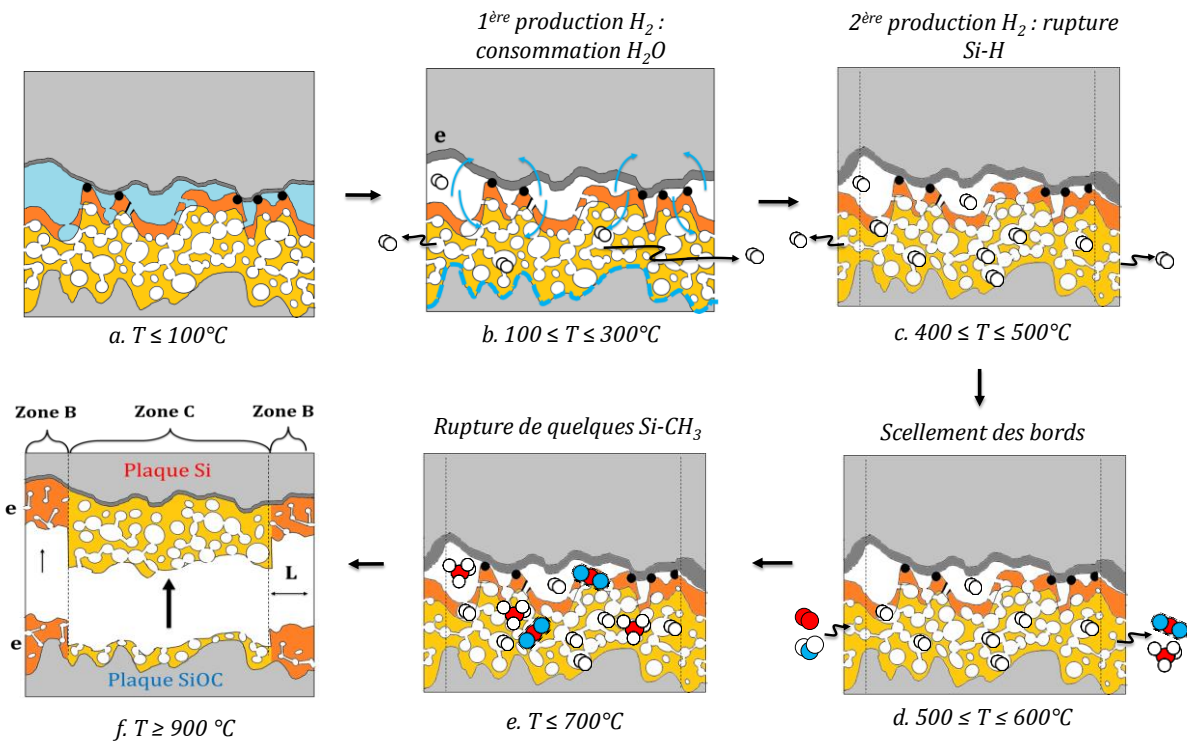 1ère production H2 :
consommation H2O
2ère production H2 : rupture
Si-H
e
a. T ≤ 100°C
b. 100 ≤ T ≤ 300°C
c. 400 ≤ T ≤ 500°C
Zone B
Zone C
Zone B
Rupture de quelques Si-CH3
Scellement des bords
Plaque Si
e
L
e
Plaque SiOC
f. T ≥ 900 °C
e. T ≤ 700°C
d. 500 ≤ T ≤ 600°C